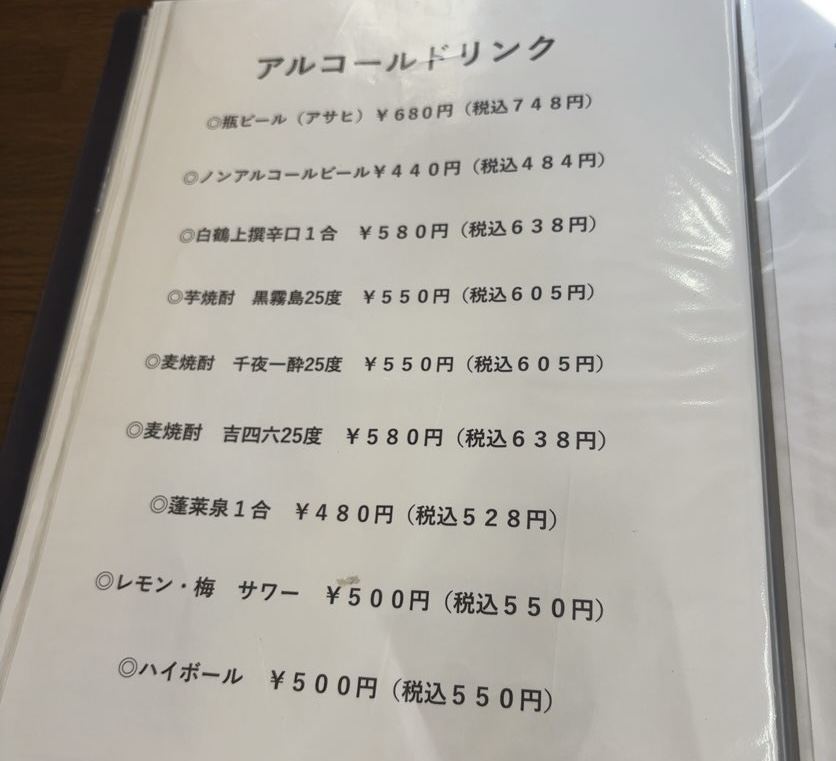 アルコールドリンク
◎瓶ビール（アサヒ）￥680円（税込７４８円）
◎ノンアルコールビール￥４４０円（税込４８４円）
◎白鶴上撰辛口１合　￥５８０円（税込６３８円）
◎芋焼酎　黒霧島25度　￥５５０円（税込６０５円）
◎麦焼酎　千夜一酔25度　￥５５０円（税込６０５円）
◎麦焼酎　吉四六25度　￥５８０円（税込６３８円）
◎蓬莱泉１合　￥４８０円（税込５２８円）
◎レモン・梅　サワー　￥５００円（税込５５０円）
◎ハイボール　￥５００円（税込５５０円）